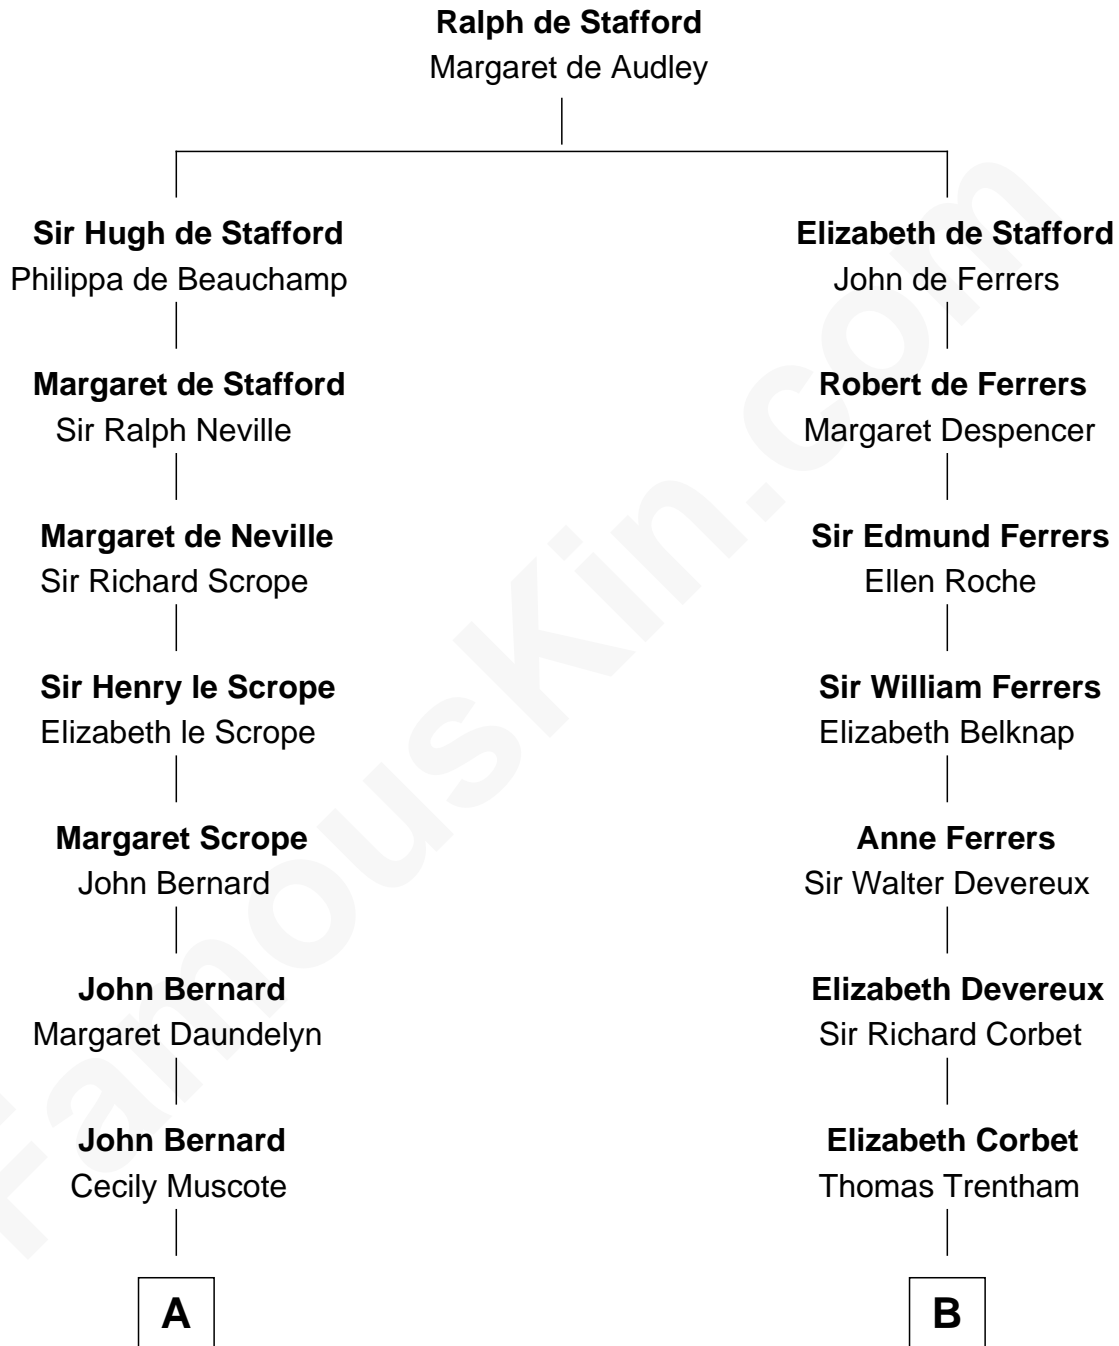 Ralph de Stafford
Margaret de Audley
Sir Hugh de Stafford
Philippa de Beauchamp
Margaret de Stafford
Sir Ralph Neville
Margaret de Neville
Sir Richard Scrope
Sir Henry le Scrope
Elizabeth le Scrope
Margaret Scrope
John Bernard
John Bernard
Margaret Daundelyn
John Bernard
Cecily Muscote
A
Elizabeth de Stafford
John de Ferrers
Robert de Ferrers
Margaret Despencer
Sir Edmund Ferrers
Ellen Roche
Sir William Ferrers
Elizabeth Belknap
Anne Ferrers
Sir Walter Devereux
Elizabeth Devereux
Sir Richard Corbet
Elizabeth Corbet
Thomas Trentham
B
FamousKin.com